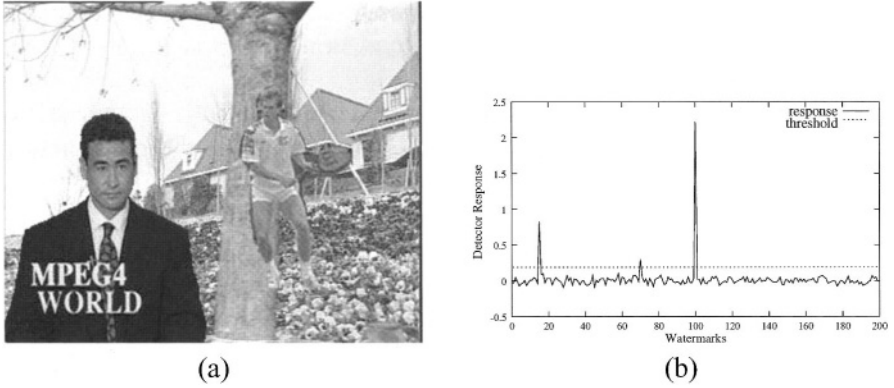 MPEG4
WORLD
(a)
2.5
2
1.5
1
0.5
0
-0.5
Detector Response
response
threshold
0 20 40 60 80 100 120 140 160 180 200
Watermarks
(b)